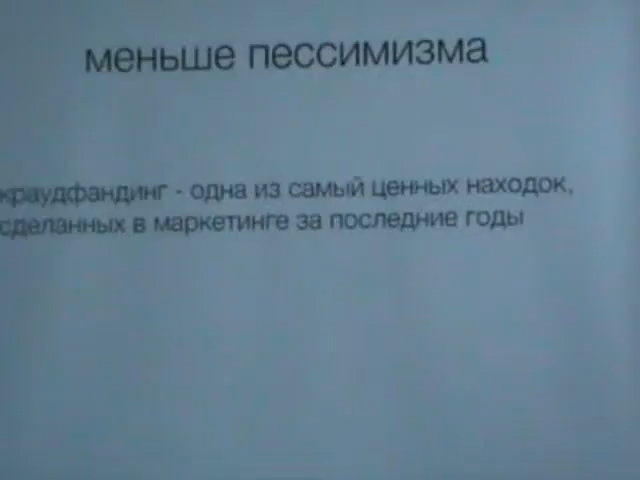 меньше пессимизма
краудфандинг - одна из самый ценных находок,
сделанных в маркетинге за последние годы